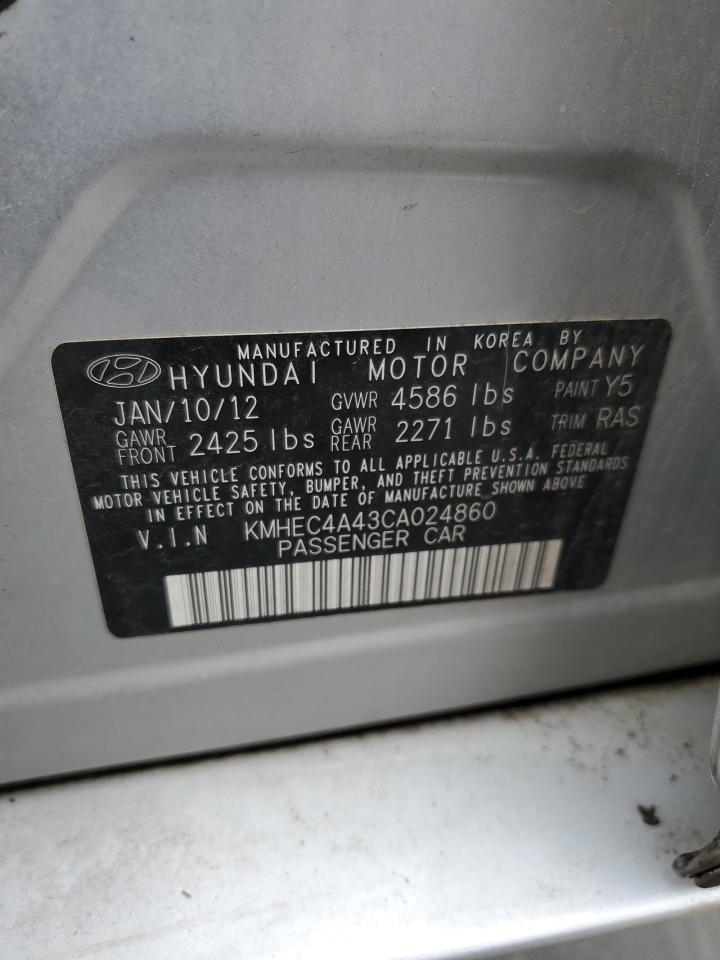 MANUFACTURED IN KOREA BY
HYUNDAI MOTOR COMPANY
JAN/10/12 GVWR 4586 lbs PAINT Y5
GAWR FRONT 2425 lbs GAWR REAR 2271 lbs TRIM RAS
THIS VEHICLE CONFORMS TO ALL APPLICABLE U.S.A. FEDERAL
MOTOR VEHICLE SAFETY, BUMPER, AND THEFT PREVENTION STANDARDS
IN EFFECT ON THE DATE OF MANUFACTURE SHOWN ABOVE
V.I.N KMHEC4A43CA024860
PASSENGER CAR